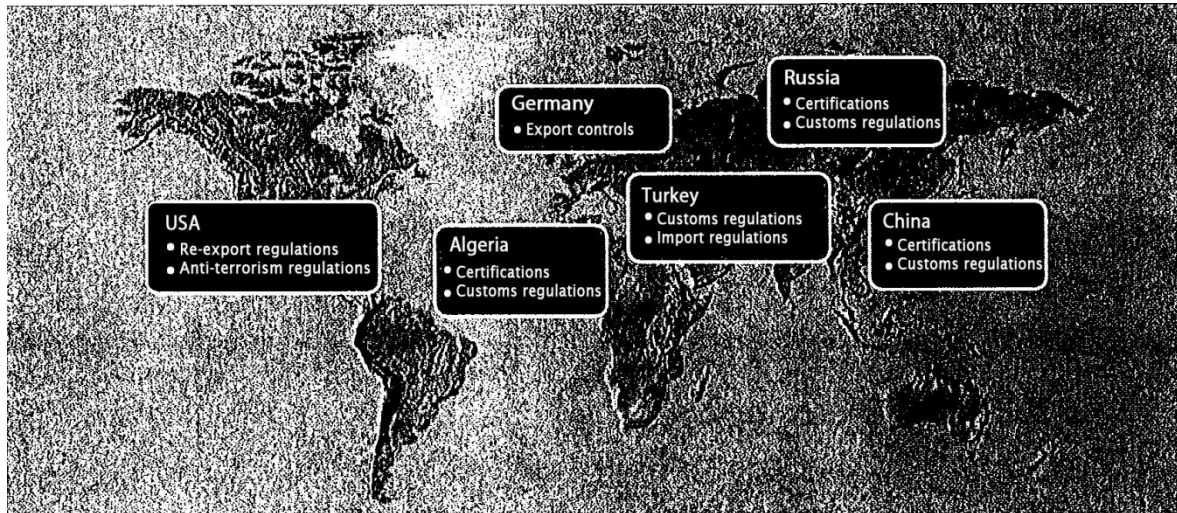 Russia
• Certifications
• Customs regulations
Germany
• Export controls
Turkey
• Customs regulations
• Import regulations
USA
• Re-export regulations
• Anti-terrorism regulations
Algeria
• Certifications
• Customs regulations
China
• Certifications
• Customs regulations